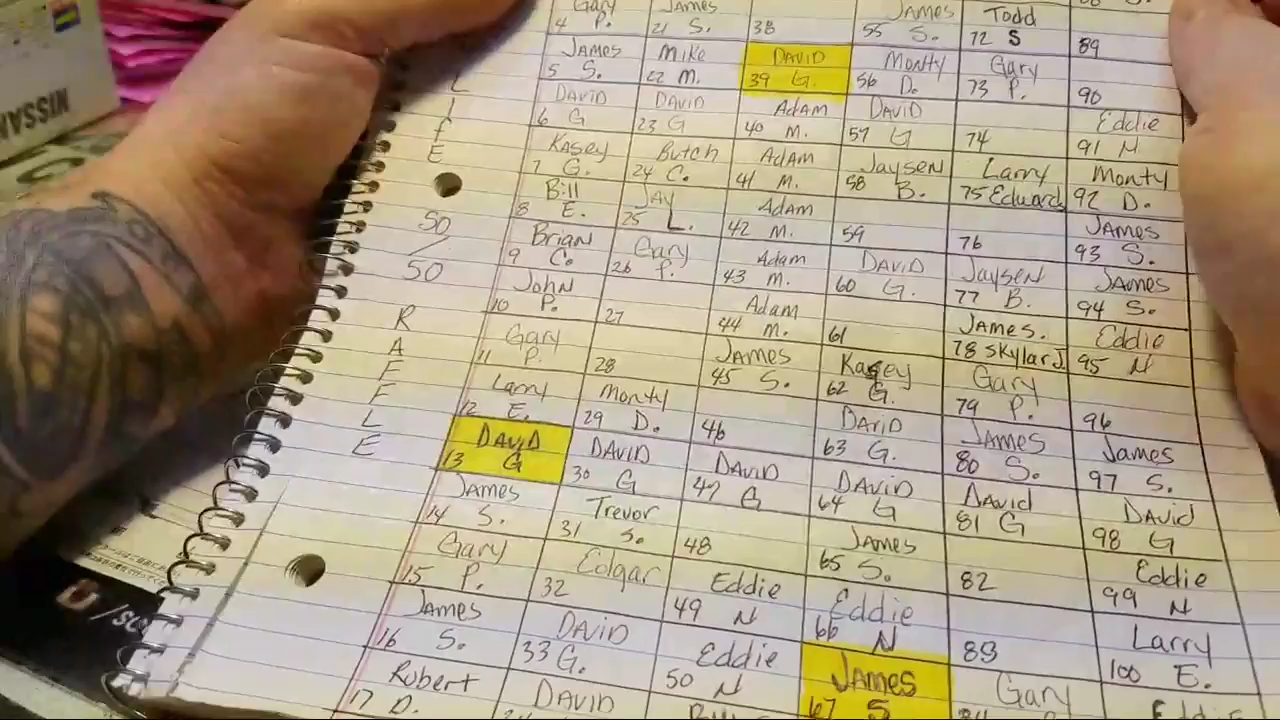 NISSAN
L
I
F
E
50
/
50
R
A
F
F
L
E
Gary
4 P.
James
5 S.
DAVID
6 G
Kasey
7 G.
Bill
8 E.
Brian
9 C.
John
10 P.
Gary
11 P.
Larry
12 E.
DAVID
13 G
James
14 S.
Gary
15 P.
James
16 S.
Robert
17 D.
James
21 S.
Mike
22 M.
DAVID
23 G
Butch
24 C.
JAY
25 L.
Gary
26 P.
27
28
Monty
29 D.
DAVID
30 G
Trevor
31 S.
Edgar
32
DAVID
33 G.
DAVID
38
DAVID
39 G.
Adam
40 M.
Adam
41 M.
Adam
42 M.
Adam
43 M.
Adam
44 M.
James
45 S.
46
DAVID
47 G
48
Eddie
49 N
Eddie
50 N
James
55 S.
Monty
56 D.
DAVID
57 G
Jaysen
58 B.
59
DAVID
60 G.
61
Kasey
62 G.
DAVID
63 G.
DAVID
64 G
James
65 S.
Eddie
66 N
James
67 S
Todd
72 S
Gary
73 P.
74
Larry
75 Edward
76
Jaysen
77 B.
James.
78 Skylar J.
Gary
79 P.
James
80 S.
David
81 G
82
83
Gary
89
90
Eddie
91 N
Monty
92 D.
James
93 S.
James
94 S.
Eddie
95 N
96
James
97 S.
David
98 G
Eddie
99 N
Larry
100 E.